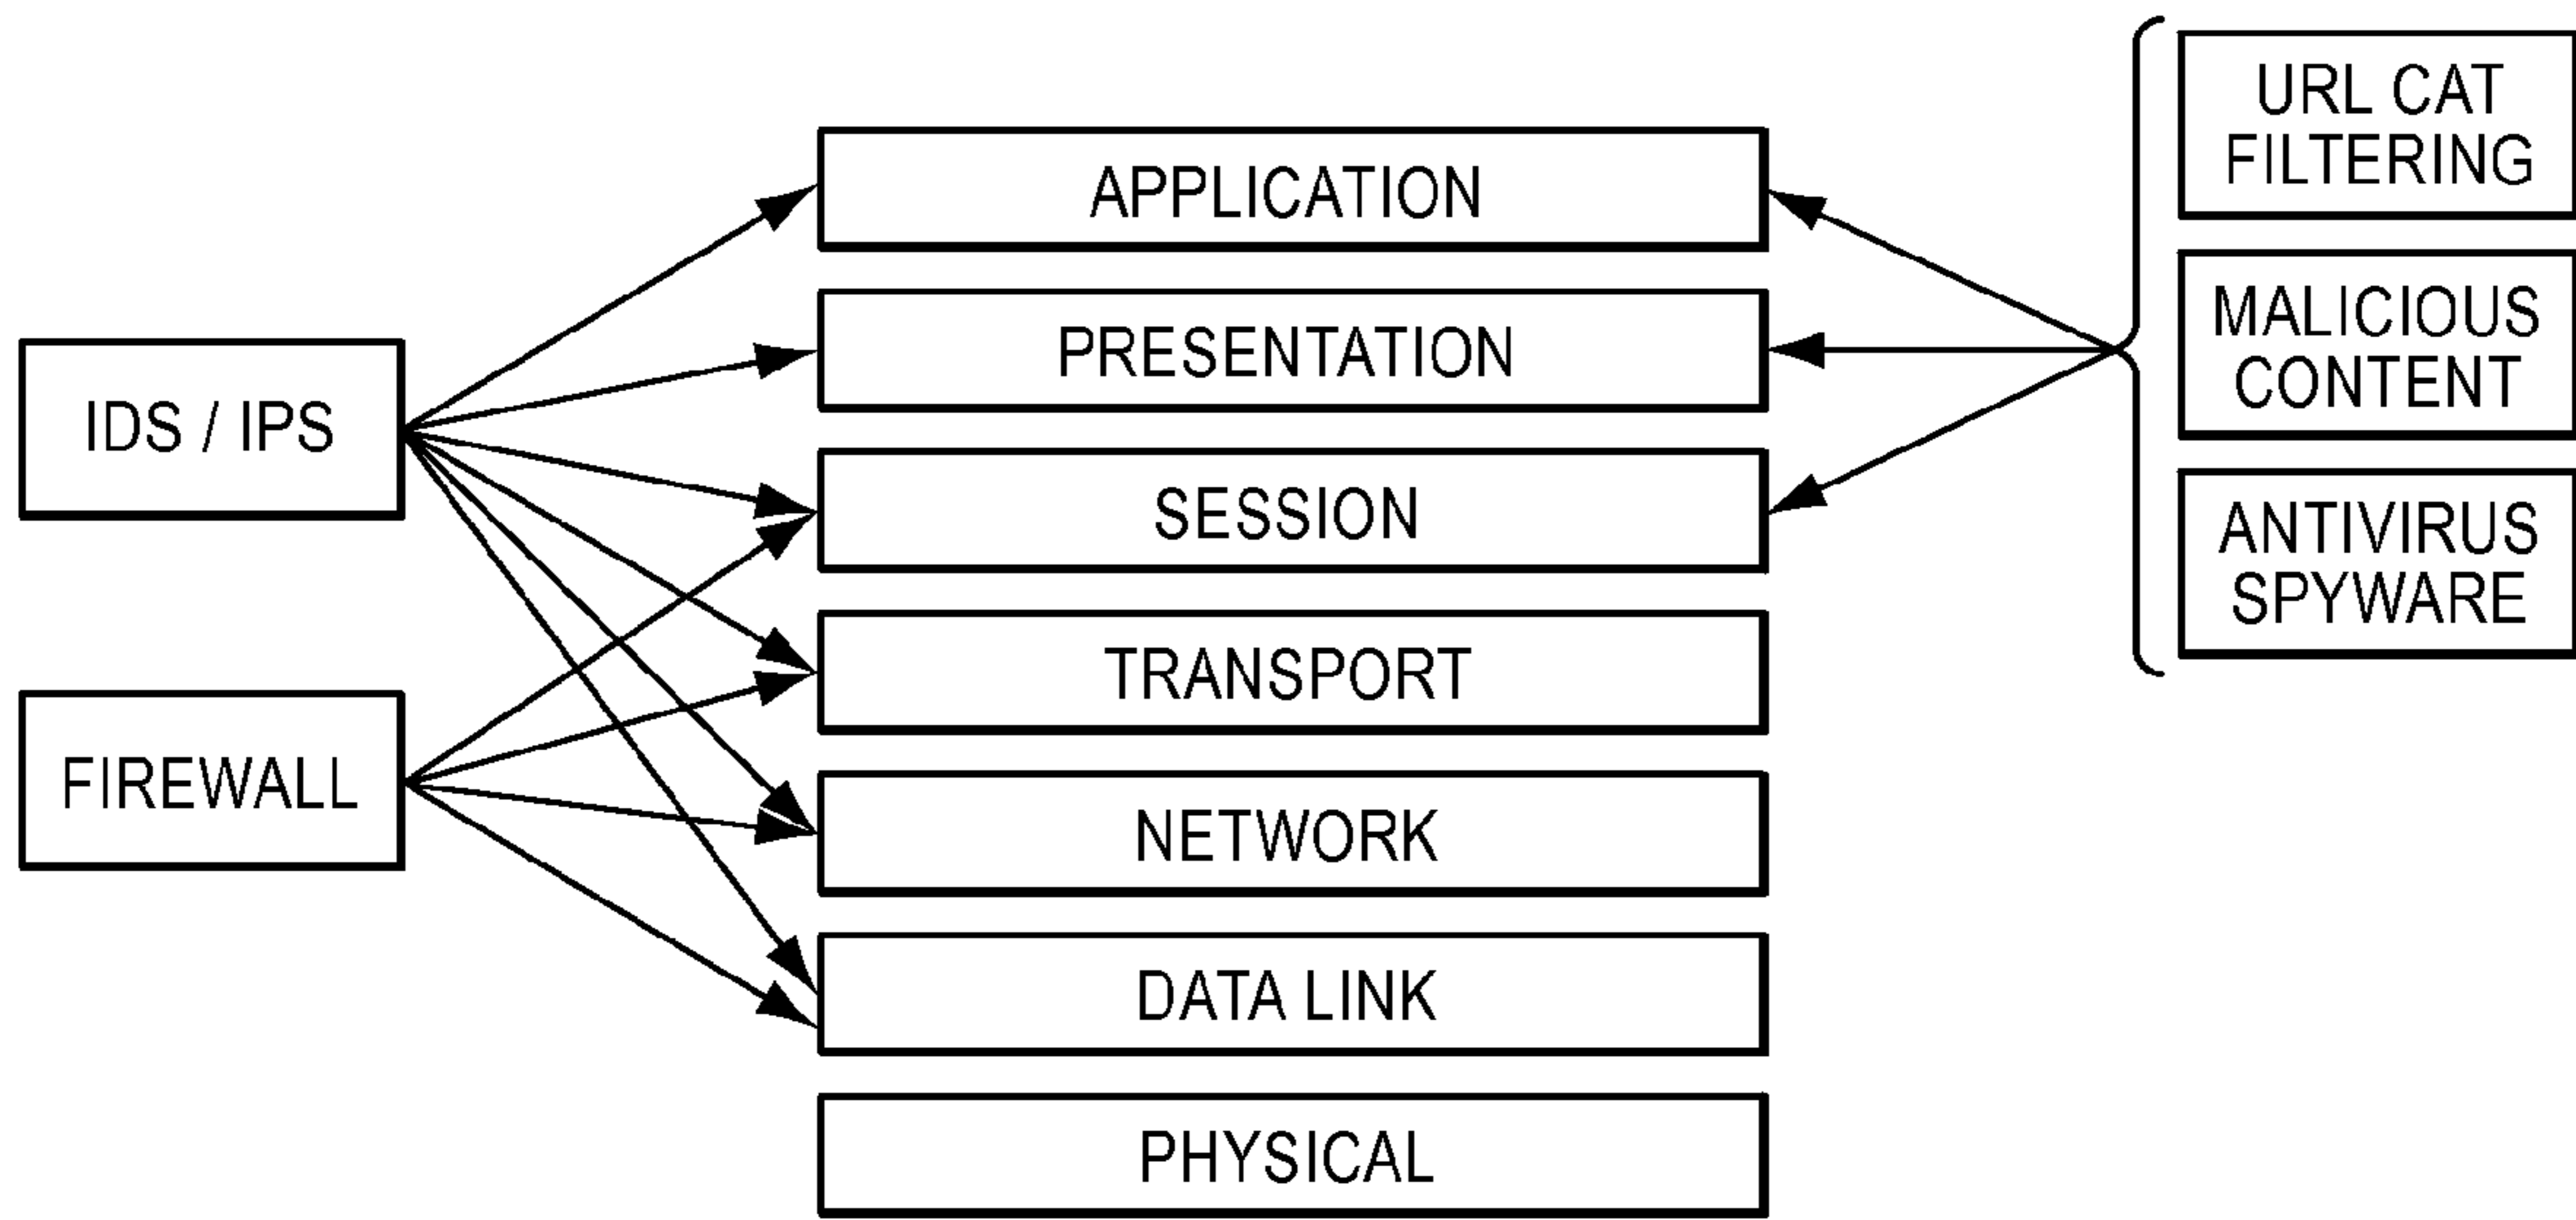 IDS / IPS
FIREWALL
APPLICATION
PRESENTATION
SESSION
TRANSPORT
NETWORK
DATA LINK
PHYSICAL
URL CAT
FILTERING
MALICIOUS
CONTENT
ANTIVIRUS
SPYWARE